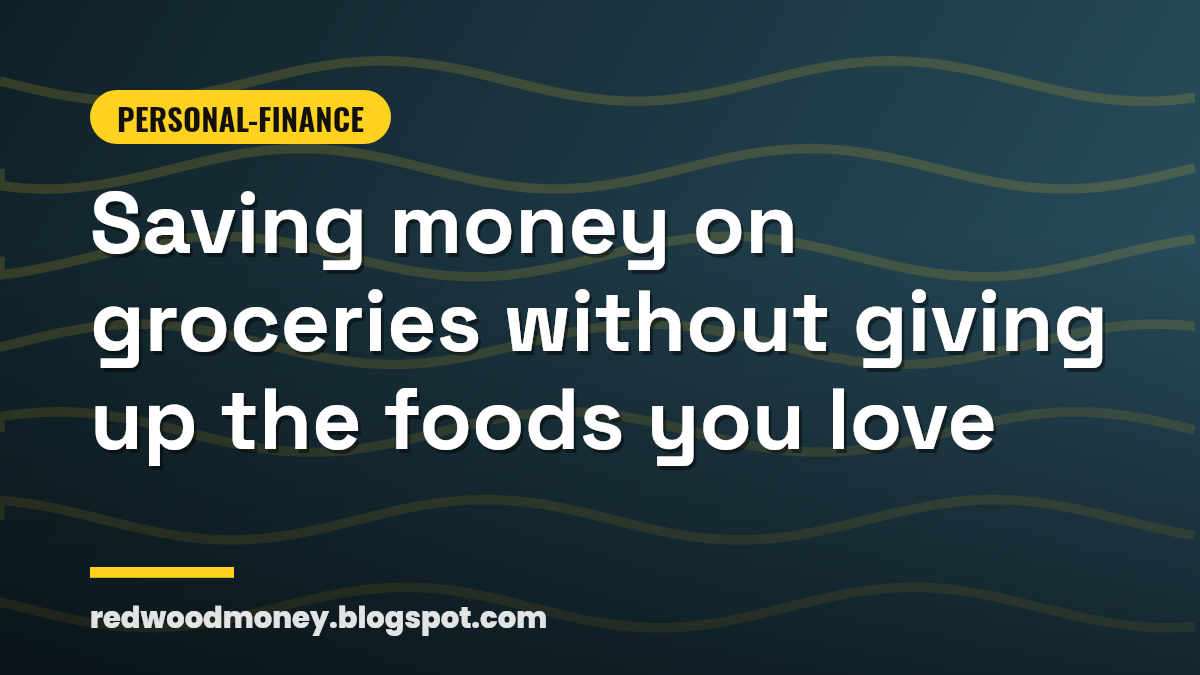 PERSONAL-FINANCE
Saving money on
groceries without giving
up the foods you love
redwoodmoney.blogspot.com